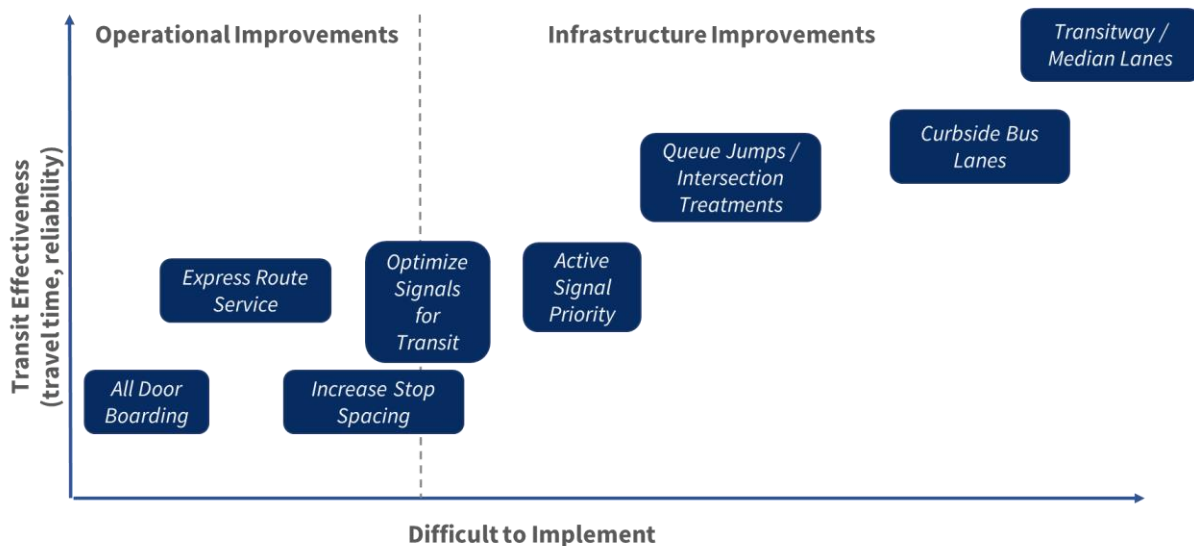 Operational Improvements
Infrastructure Improvements
Transitway /
Median Lanes
Curbside Bus
Lanes
Queue Jumps /
Intersection
Treatments
Express Route
Service
Optimize
Signals
for
Transit
Active
Signal
Priority
All Door
Boarding
Increase Stop
Spacing
Transit Effectiveness
(travel time, reliability)
Difficult to Implement